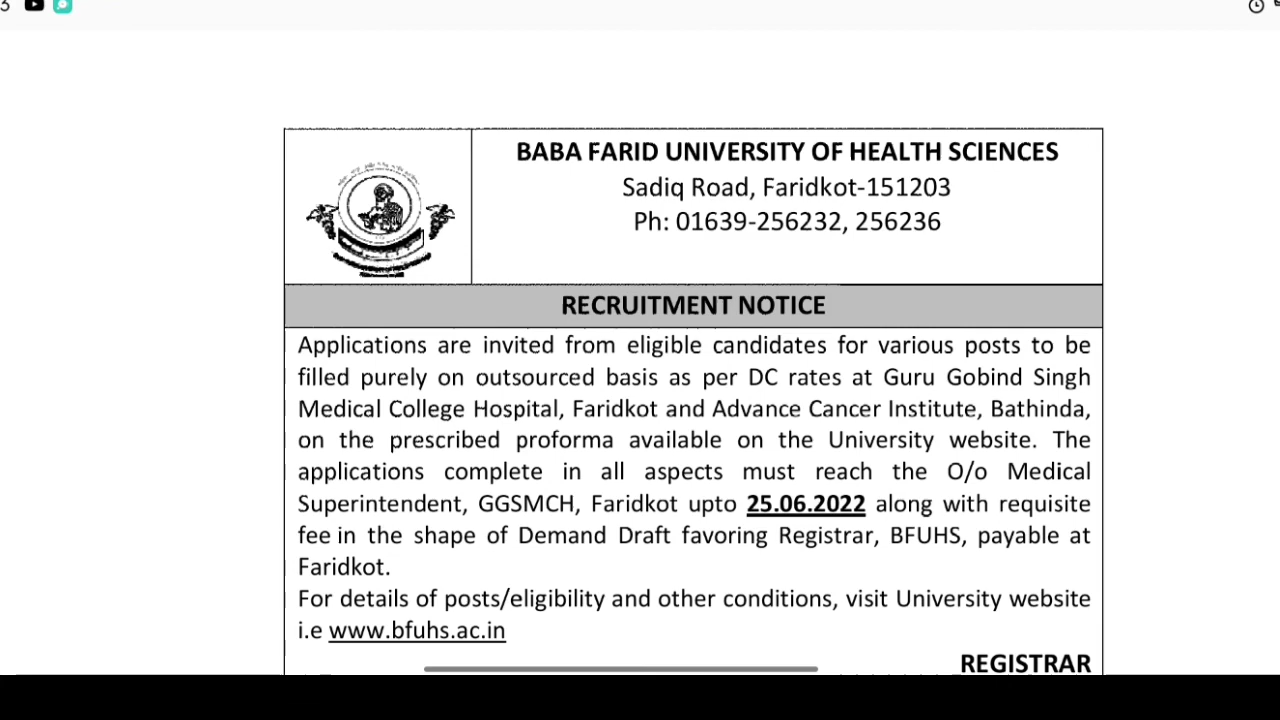 BABA FARID UNIVERSITY OF HEALTH SCIENCES
Sadiq Road, Faridkot-151203
Ph: 01639-256232, 256236
RECRUITMENT NOTICE
Applications are invited from eligible candidates for various posts to be
filled purely on outsourced basis as per DC rates at Guru Gobind Singh
Medical College Hospital, Faridkot and Advance Cancer Institute, Bathinda,
on the prescribed proforma available on the University website. The
applications complete in all aspects must reach the O/o Medical
Superintendent, GGSMCH, Faridkot upto 25.06.2022 along with requisite
fee in the shape of Demand Draft favoring Registrar, BFUHS, payable at
Faridkot.
For details of posts/eligibility and other conditions, visit University website
i.e www.bfuhs.ac.in
REGISTRAR